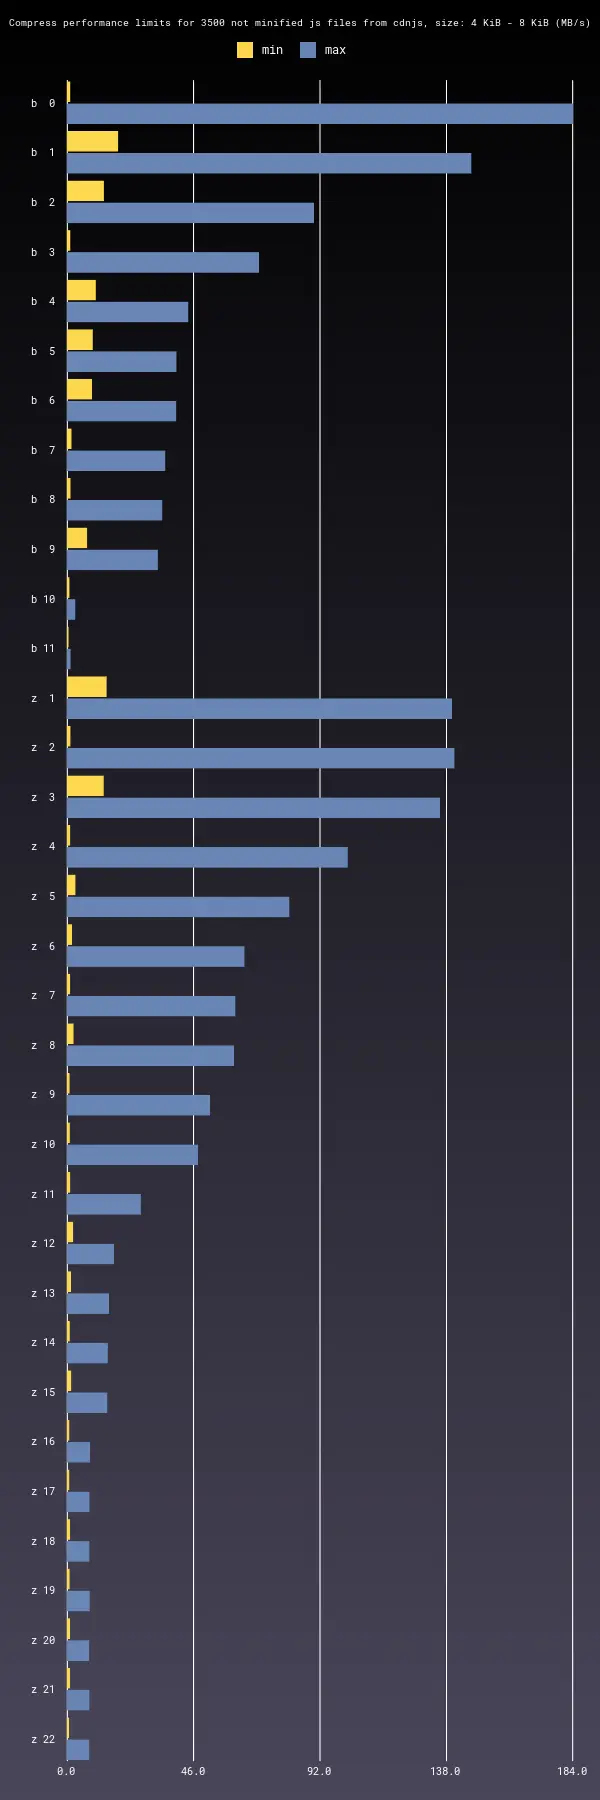 Compress performance limits for 3500 not minified js files from cdnjs, size: 4 KiB - 8 KiB (MB/s)
min max
b 0
b 1
b 2
b 3
b 4
b 5
b 6
b 7
b 8
b 9
b 10
b 11
z 1
z 2
z 3
z 4
z 5
z 6
z 7
z 8
z 9
z 10
z 11
z 12
z 13
z 14
z 15
z 16
z 17
z 18
z 19
z 20
z 21
z 22
0.0 46.0 92.0 138.0 184.0